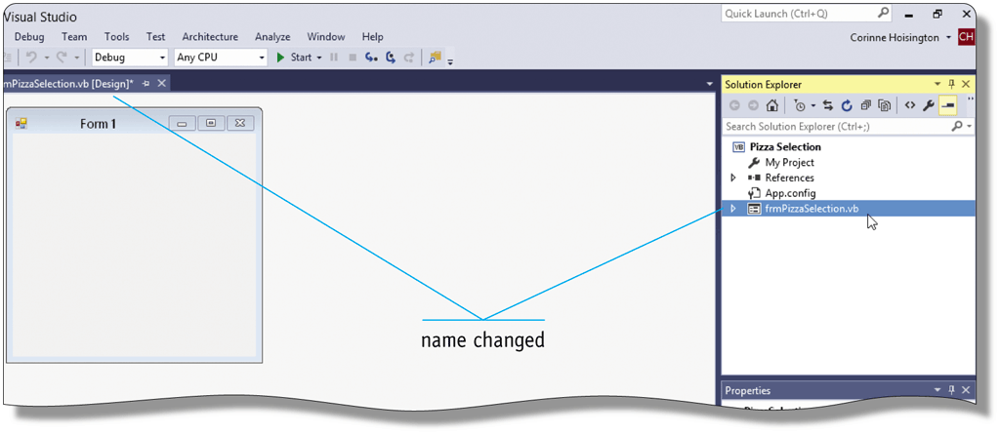 Visual Studio
Quick Launch (Ctrl+Q)
Debug Team Tools Test Architecture Analyze Window Help
Corinne Hoisington CH
Debug Any CPU Start
mPizzaSelection.vb [Design]*
Solution Explorer
Form 1
Search Solution Explorer (Ctrl+;)
VB Pizza Selection
My Project
References
App.config
frmPizzaSelection.vb
name changed
Properties